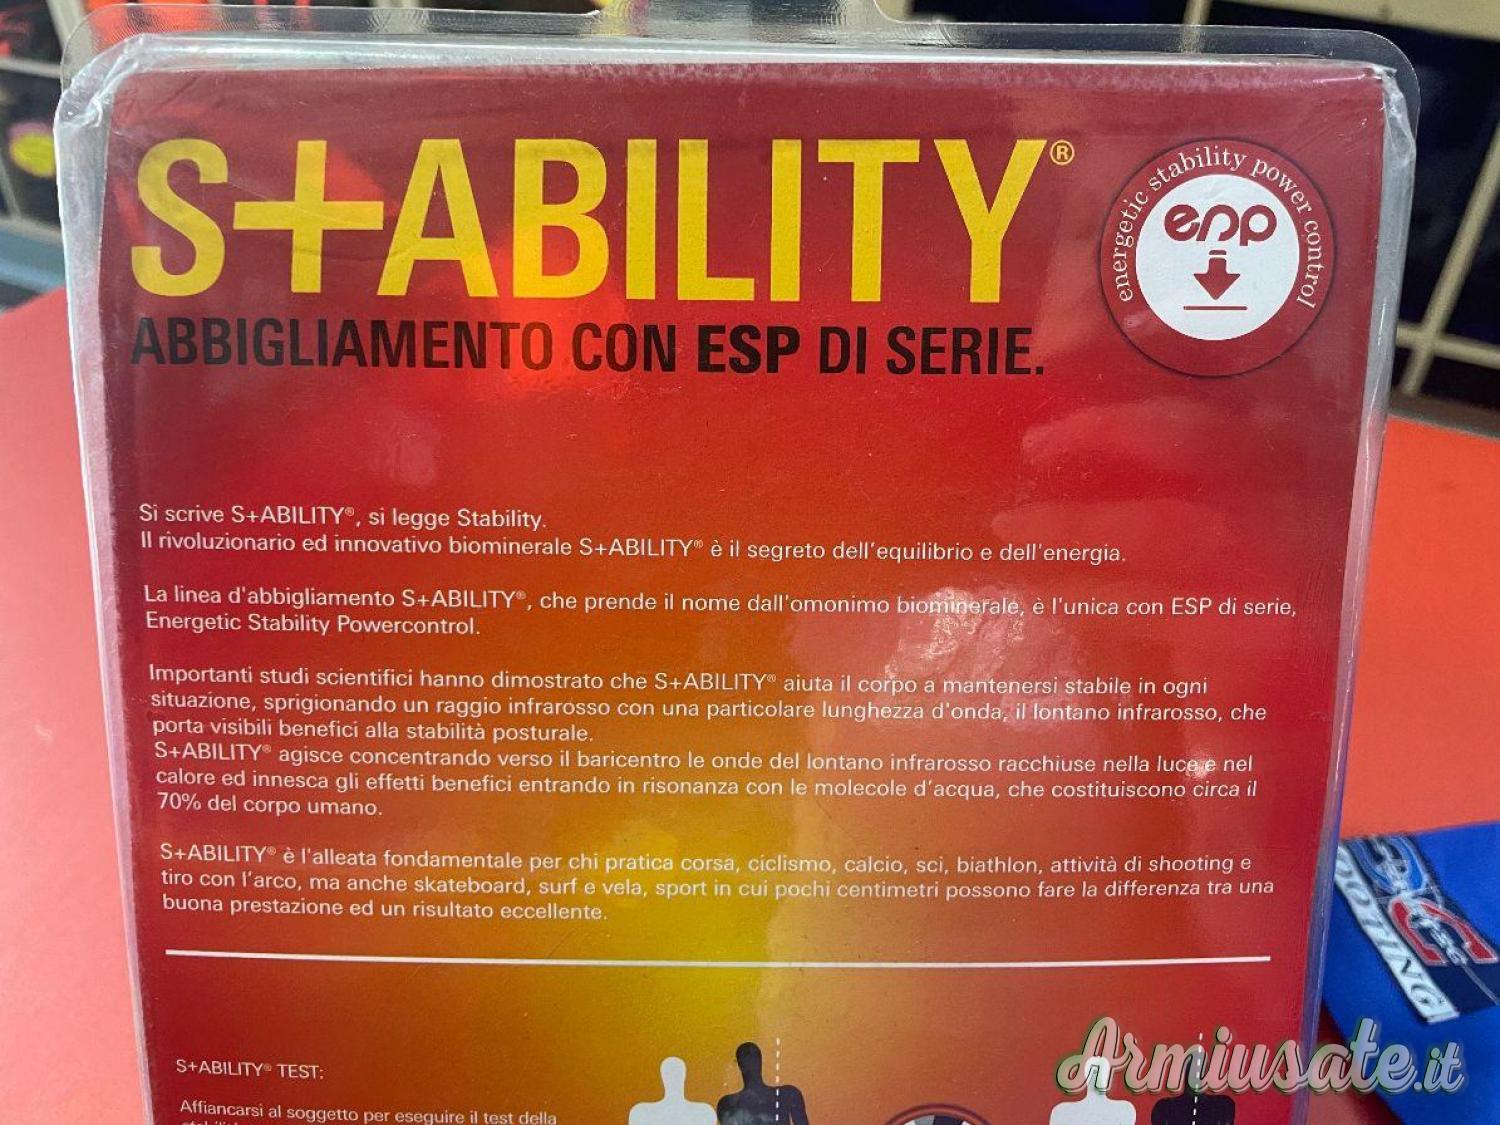 S+ABILITY®
energetic stability power control
esp
ABBIGLIAMENTO CON ESP DI SERIE.
Si scrive S+ABILITY®, si legge Stability.
Il rivoluzionario ed innovativo biominerale S+ABILITY® è il segreto dell'equilibrio e dell'energia.
La linea d'abbigliamento S+ABILITY®, che prende il nome dall'omonimo biominerale, è l'unica con ESP di serie,
Energetic Stability Powercontrol.
Importanti studi scientifici hanno dimostrato che S+ABILITY® aiuta il corpo a mantenersi stabile in ogni
situazione, sprigionando un raggio infrarosso con una particolare lunghezza d'onda, il lontano infrarosso, che
porta visibili benefici alla stabilità posturale.
S+ABILITY® agisce concentrando verso il baricentro le onde del lontano infrarosso racchiuse nella luce e nel
calore ed innesca gli effetti benefici entrando in risonanza con le molecole d'acqua, che costituiscono circa il
70% del corpo umano.
S+ABILITY® è l'alleata fondamentale per chi pratica corsa, ciclismo, calcio, sci, biathlon, attività di shooting e
tiro con l'arco, ma anche skateboard, surf e vela, sport in cui pochi centimetri possono fare la differenza tra una
buona prestazione ed un risultato eccellente.
S+ABILITY® TEST:
Affiancarsi al soggetto per eseguire il test della
Armiusate.it